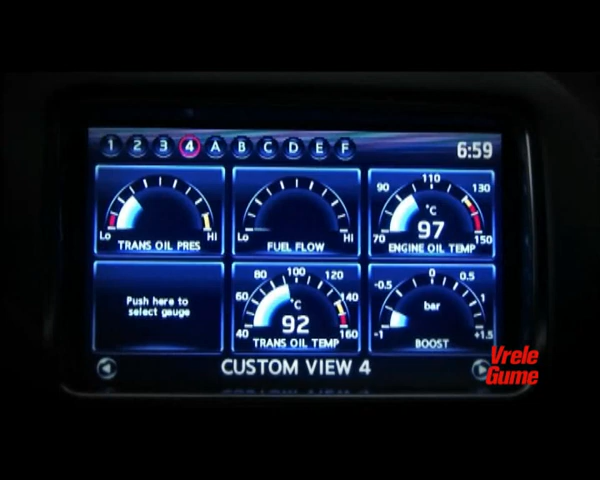 1 2 3 4 A B C D E F 6:59
Lo HI
TRANS OIL PRES
Lo HI
FUEL FLOW
70 90 110 130 150
°C
97
ENGINE OIL TEMP
Push here to
select gauge
40 60 80 100 120 140 160
°C
92
TRANS OIL TEMP
-1 -0.5 0 0.5 1 +1.5
bar
BOOST
CUSTOM VIEW 4
Vrele
Gume